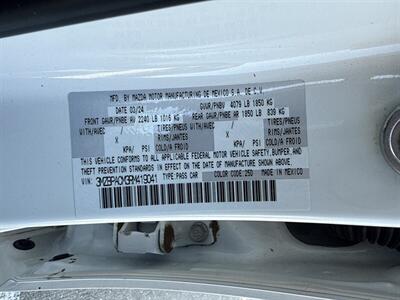 MFD. BY MAZDA MOTOR MANUFACTURING DE MEXICO S.A. DE C.V.
DATE 03/24 GVWR/PNBV 4079 LB 1850 KG
FRONT GAWR/PNBE AV 2240 LB 1016 KG REAR GAWR/PNBE AR 1850 LB 839 KG
WITH/AVEC / TIRES/PNEUS WITH/AVEC / TIRES/PNEUS
X RIMS/JANTES X RIMS/JANTES
KPA/ PSI COLD/A FROID KPA/ PSI COLD/A FROID
THIS VEHICLE CONFORMS TO ALL APPLICABLE FEDERAL MOTOR VEHICLE SAFETY, BUMPER, AND
THEFT PREVENTION STANDARDS IN EFFECT ON THE DATE OF MANUFACTURE SHOWN ABOVE.
VIN: TYPE PASS CAR COLOR CODE: 25D MADE IN MEXICO